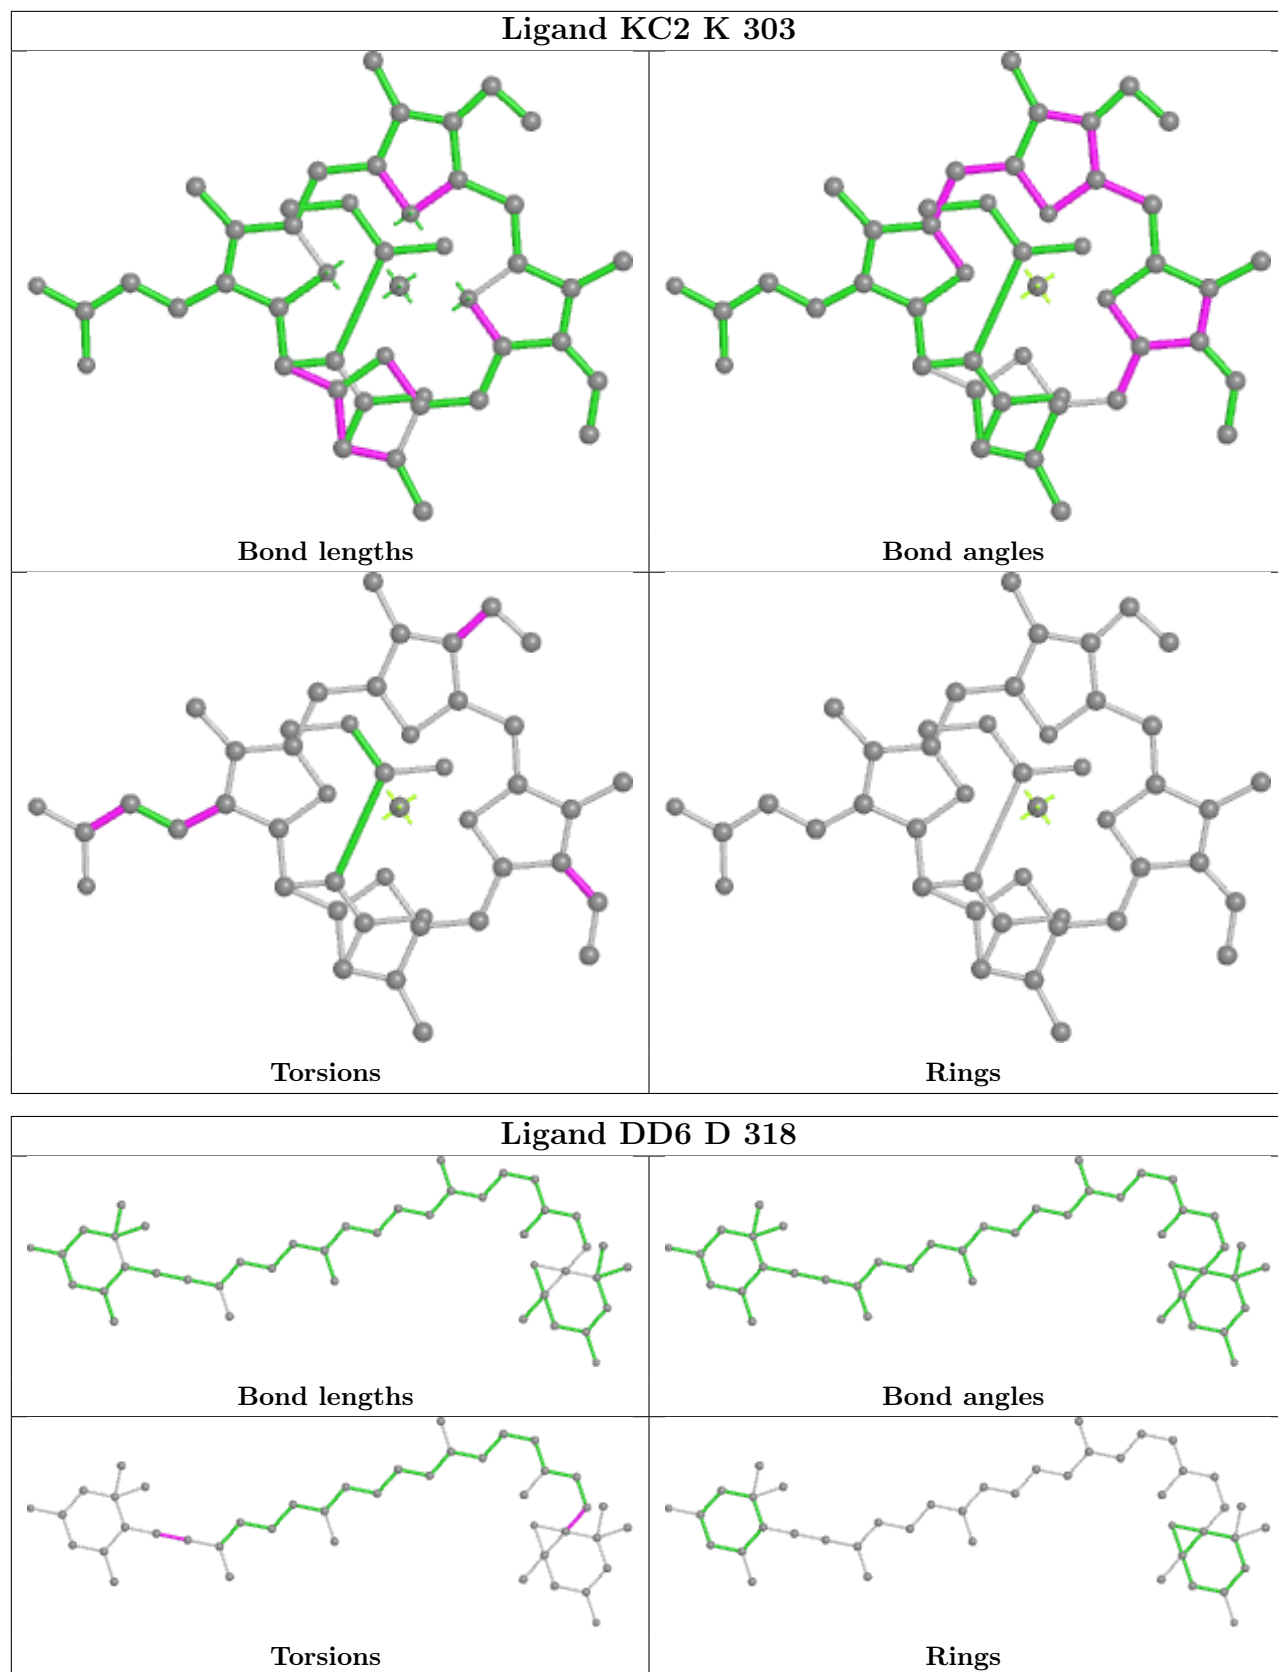 Ligand KC2 K 303
Bond lengths
Bond angles
Torsions
Rings
Ligand DD6 D 318
Bond lengths
Bond angles
Torsions
Rings